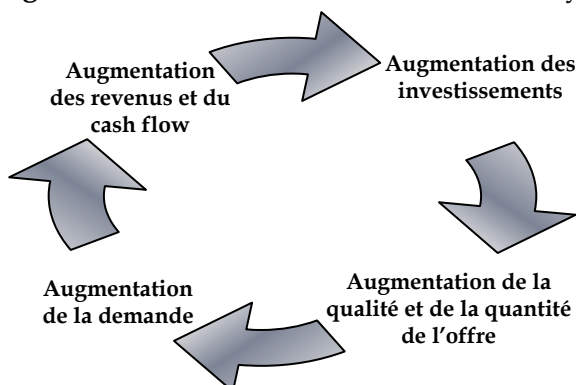 Augmentation
des revenus et du
cash flow
Augmentation des
investissements
Augmentation de la
qualité et de la quantité
de l’offre
Augmentation
de la demande